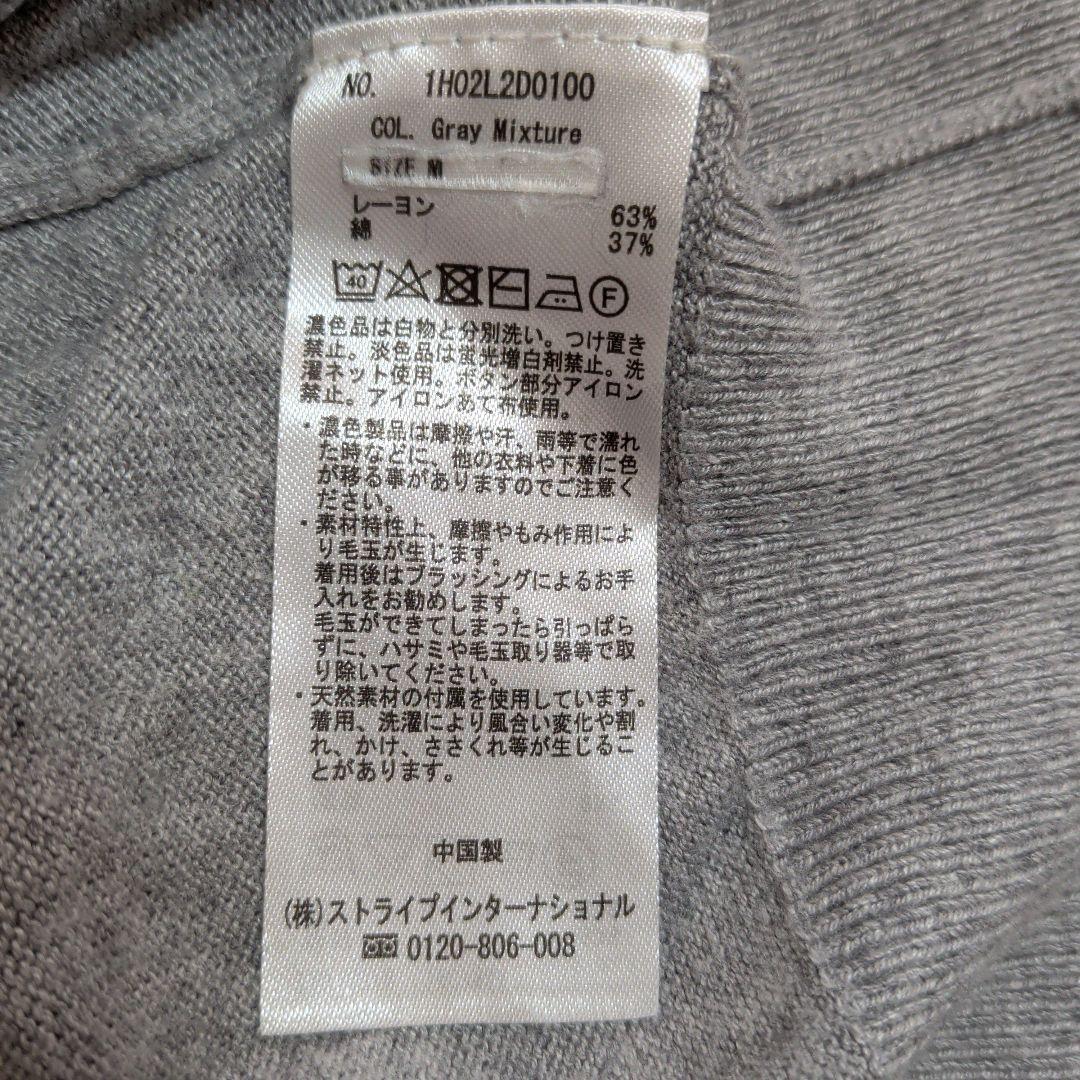 NO. 1H02L2D0100
COL. Gray Mixture
SIZE M
レーヨン 63%
綿 37%
40 F
濃色品は白物と分別洗い。つけ置き
禁止。淡色品は蛍光増白剤禁止。洗
濯ネット使用。ボタン部分アイロン
禁止。アイロンあて布使用。
・濃色製品は摩擦や汗、雨等で濡れ
た時などに、他の衣料や下着に色
が移る事がありますのでご注意く
ださい。
・素材特性上、摩擦やもみ作用によ
り毛玉が生じます。
着用後はブラッシングによるお手
入れをお勧めします。
毛玉ができてしまったら引っぱら
ずに、ハサミや毛玉取り器等で取
り除いてください。
・天然素材の付属を使用しています。
着用、洗濯により風合い変化や割
れ、かけ、ささくれ等が生じるこ
とがあります。
中国製
(株)ストライプインターナショナル
0120-806-008